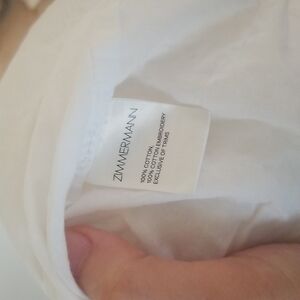 ZIMMERMANN
100% COTTON
100% COTTON EMBROIDERY
EXCLUSIVE OF TRIMS